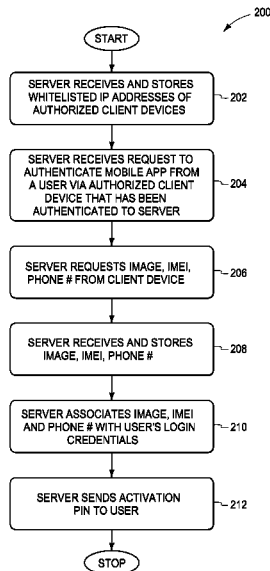 200
START
SERVER RECEIVES AND STORES
WHITELISTED IP ADDRESSES OF
AUTHORIZED CLIENT DEVICES
202
SERVER RECEIVES REQUEST TO
AUTHENTICATE MOBILE APP FROM
A USER VIA AUTHORIZED CLIENT
DEVICE THAT HAS BEEN
AUTHENTICATED TO SERVER
204
SERVER REQUESTS IMAGE, IMEI,
PHONE # FROM CLIENT DEVICE
206
SERVER RECEIVES AND STORES
IMAGE, IMEI, PHONE #
208
SERVER ASSOCIATES IMAGE, IMEI
AND PHONE # WITH USER'S LOGIN
CREDENTIALS
210
SERVER SENDS ACTIVATION
PIN TO USER
212
STOP